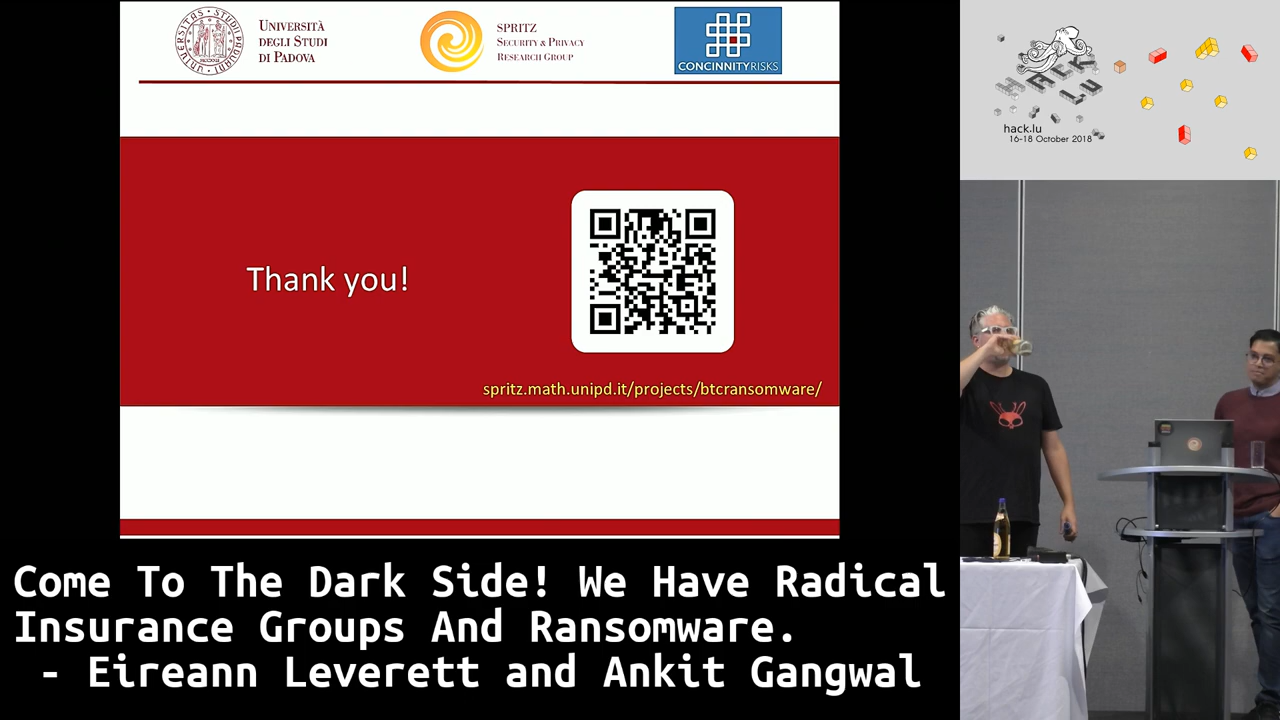 UNIVERSITÀ
DEGLI STUDI
DI PADOVA
SPRITZ
SECURITY & PRIVACY
RESEARCH GROUP
CONCINNITYRISKS
Thank you!
spritz.math.unipd.it/projects/btcransomware/
HACK
LU
hack.lu
16-18 October 2018
Come To The Dark Side! We Have Radical
Insurance Groups And Ransomware.
- Eireann Leverett and Ankit Gangwal